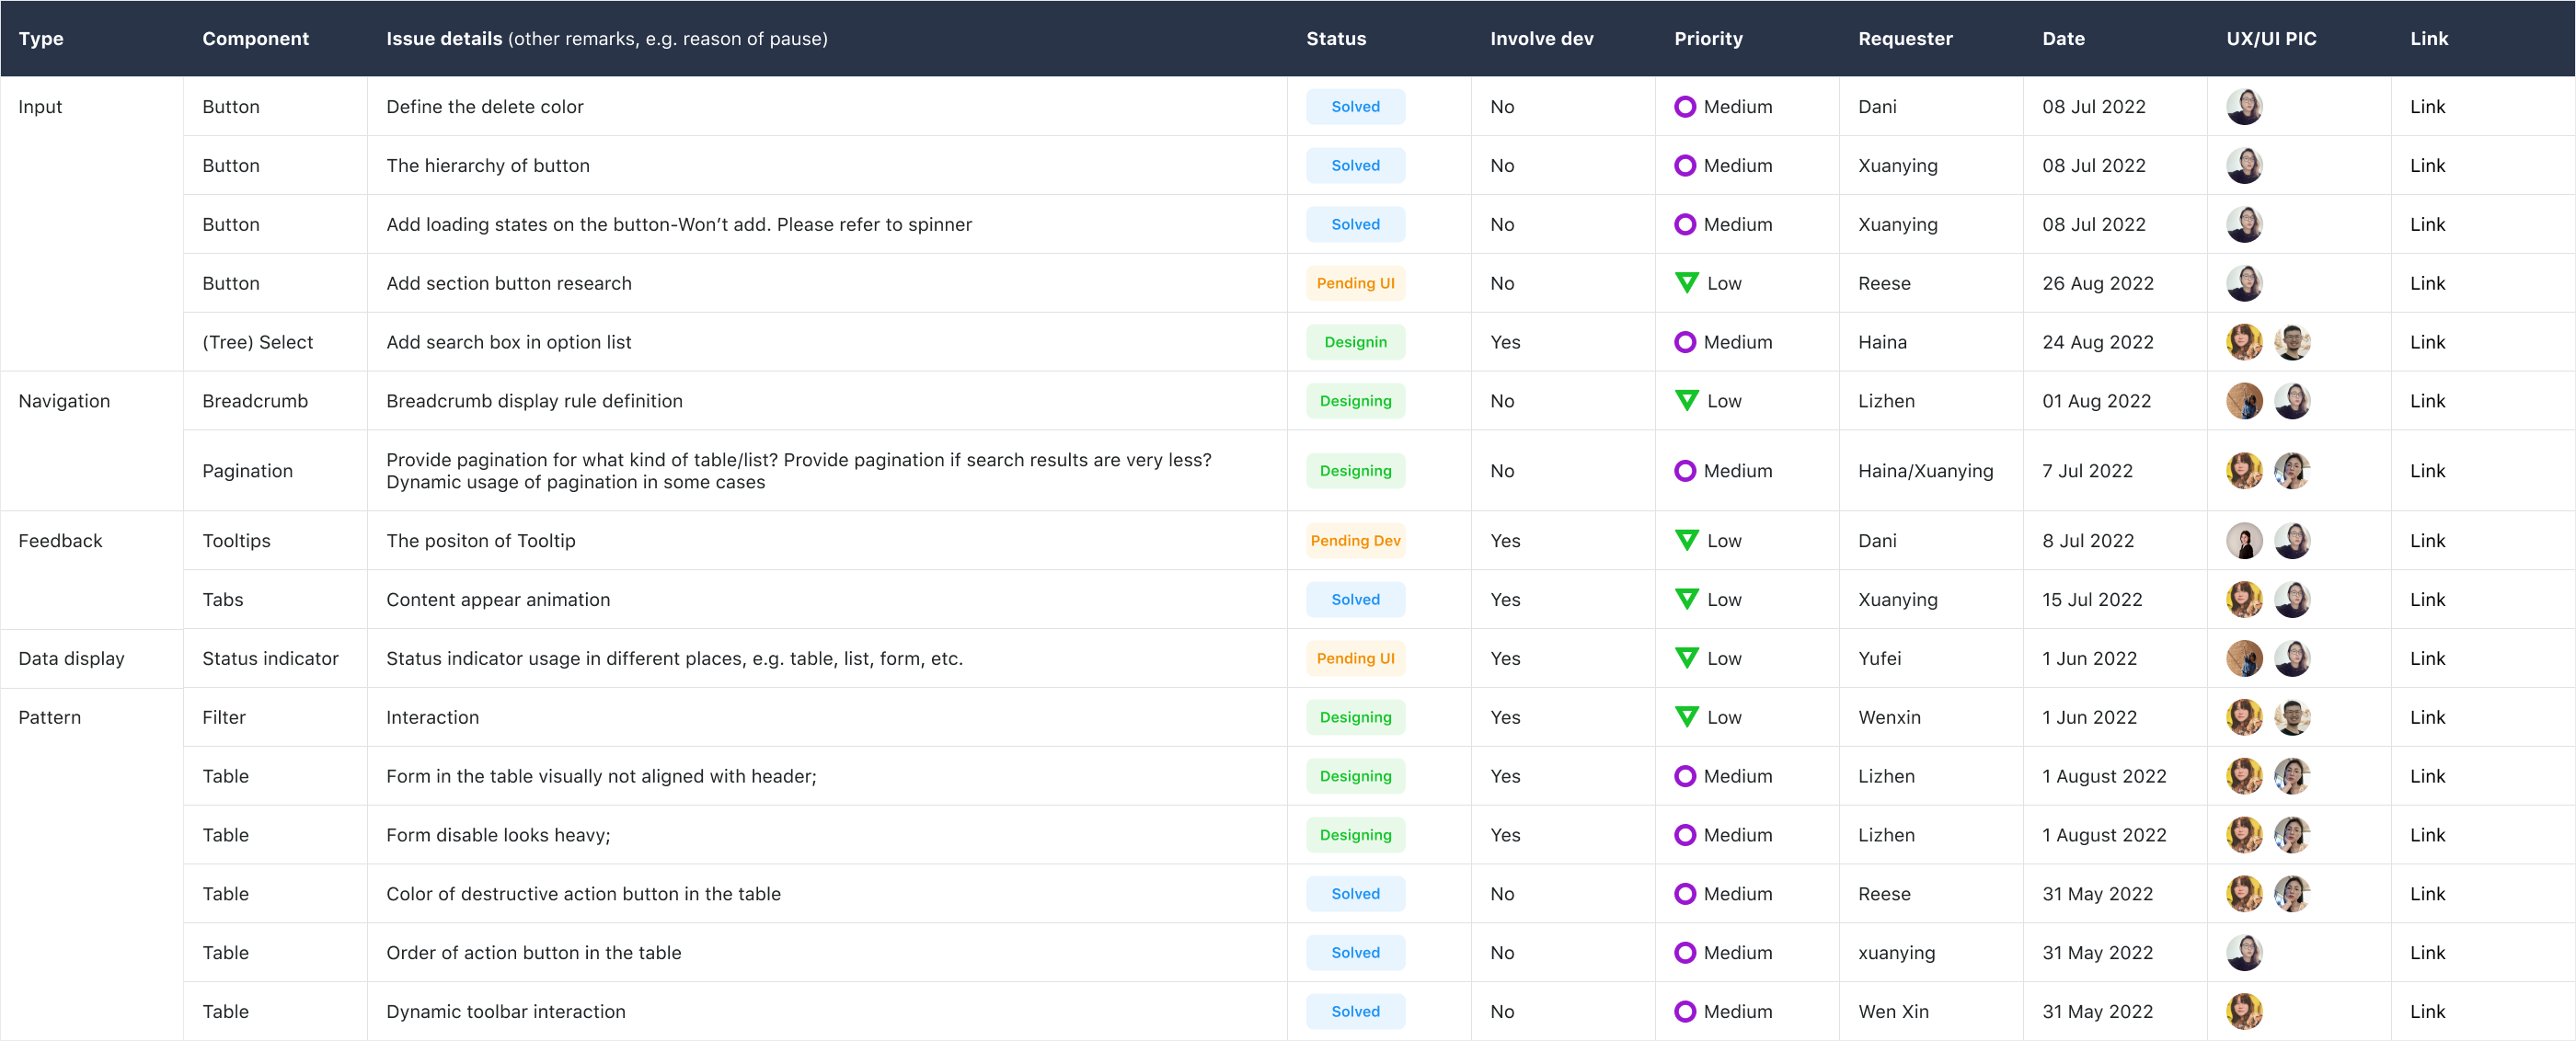 Type Component Issue details (other remarks, e.g. reason of pause) Status Involve dev Priority Requester Date UX/UI PIC Link
Input Button Define the delete color Solved No Medium Dani 08 Jul 2022 Link
Button The hierarchy of button Solved No Medium Xuanying 08 Jul 2022 Link
Button Add loading states on the button-Won’t add. Please refer to spinner Solved No Medium Xuanying 08 Jul 2022 Link
Button Add section button research Pending UI No Low Reese 26 Aug 2022 Link
(Tree) Select Add search box in option list Designin Yes Medium Haina 24 Aug 2022 Link
Navigation Breadcrumb Breadcrumb display rule definition Designing No Low Lizhen 01 Aug 2022 Link
Pagination Provide pagination for what kind of table/list? Provide pagination if search results are very less?
Dynamic usage of pagination in some cases Designing No Medium Haina/Xuanying 7 Jul 2022 Link
Feedback Tooltips The positon of Tooltip Pending Dev Yes Low Dani 8 Jul 2022 Link
Tabs Content appear animation Solved Yes Low Xuanying 15 Jul 2022 Link
Data display Status indicator Status indicator usage in different places, e.g. table, list, form, etc. Pending UI Yes Low Yufei 1 Jun 2022 Link
Pattern Filter Interaction Designing Yes Low Wenxin 1 Jun 2022 Link
Table Form in the table visually not aligned with header; Designing Yes Medium Lizhen 1 August 2022 Link
Table Form disable looks heavy; Designing Yes Medium Lizhen 1 August 2022 Link
Table Color of destructive action button in the table Solved No Medium Reese 31 May 2022 Link
Table Order of action button in the table Solved No Medium xuanying 31 May 2022 Link
Table Dynamic toolbar interaction Solved No Medium Wen Xin 31 May 2022 Link